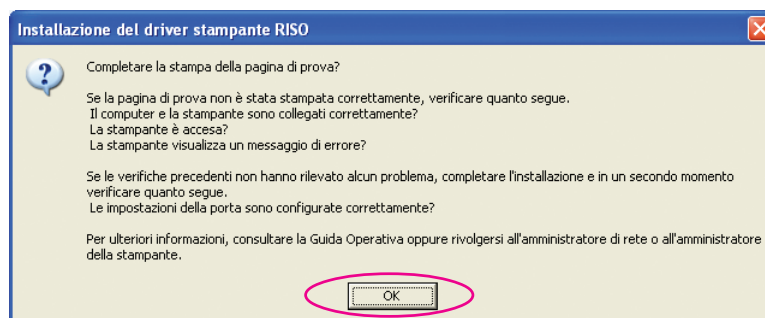 Installazione del driver stampante RISO
Completare la stampa della pagina di prova?
Se la pagina di prova non è stata stampata correttamente, verificare quanto segue.
Il computer e la stampante sono collegati correttamente?
La stampante è accesa?
La stampante visualizza un messaggio di errore?
Se le verifiche precedenti non hanno rilevato alcun problema, completare l'installazione e in un secondo momento
verificare quanto segue.
Le impostazioni della porta sono configurate correttamente?
Per ulteriori informazioni, consultare la Guida Operativa oppure rivolgersi all'amministratore di rete o all'amministratore
della stampante.
OK